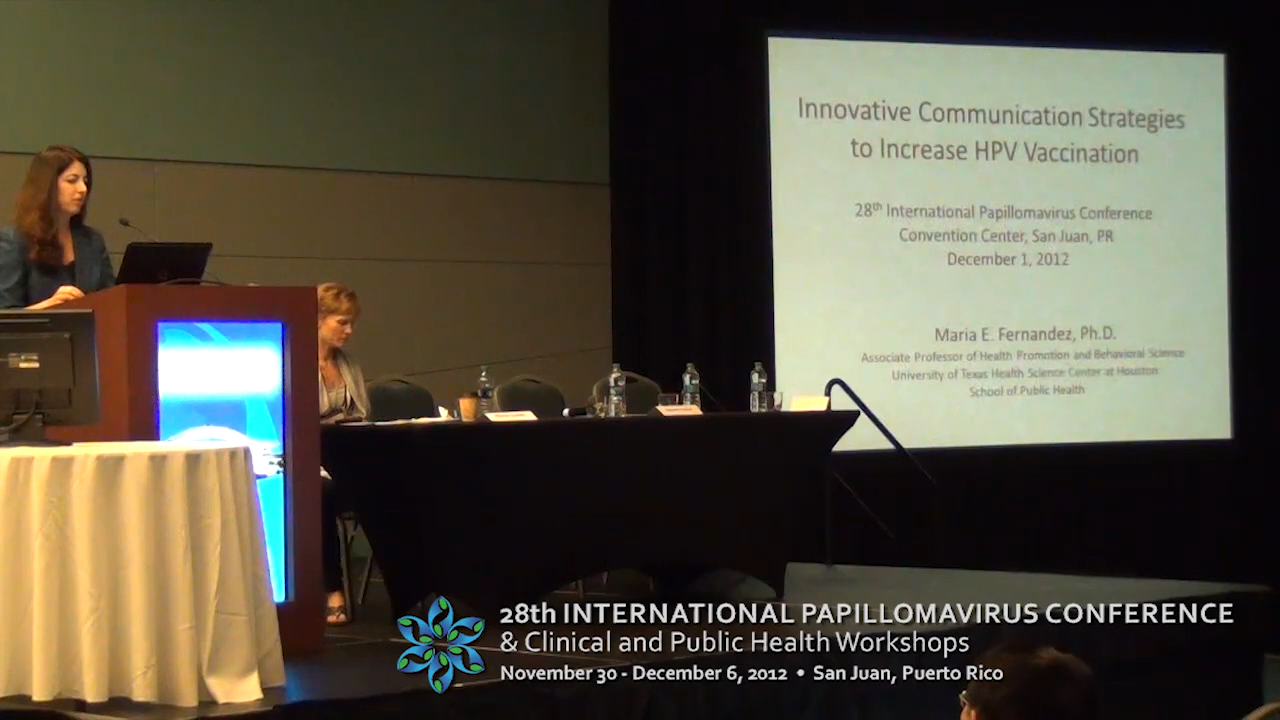 Innovative Communication Strategies
to Increase HPV Vaccination
28th International Papillomavirus Conference
Convention Center, San Juan, PR
December 1, 2012
Maria E. Fernandez, Ph.D.
Associate Professor of Health Promotion and Behavioral Science
University of Texas Health Science Center at Houston
School of Public Health
28th INTERNATIONAL PAPILLOMAVIRUS CONFERENCE
& Clinical and Public Health Workshops
November 30 - December 6, 2012 • San Juan, Puerto Rico